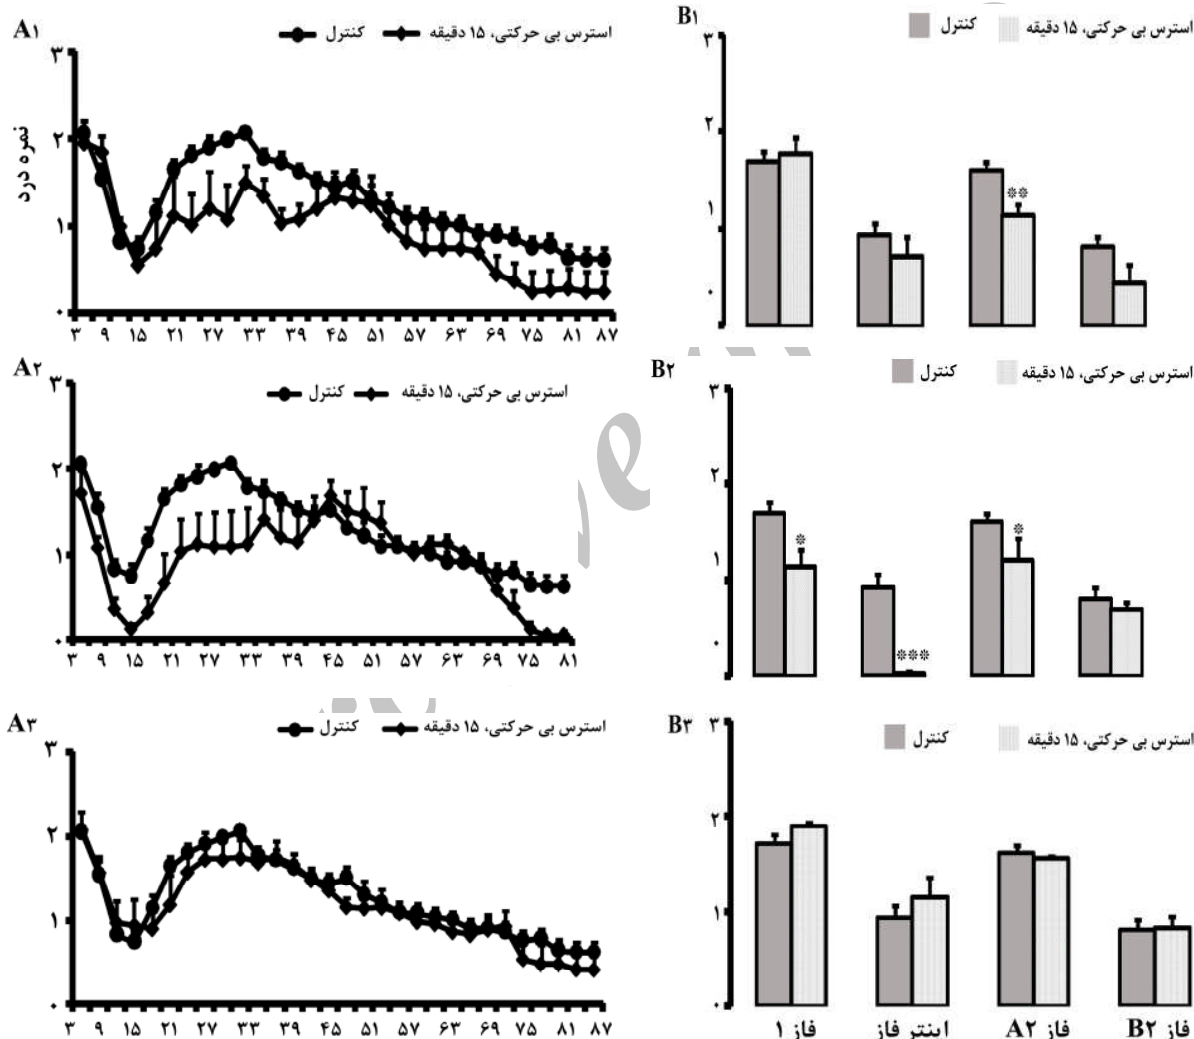 A۱
کنترل
استرس بی حرکتی، ۱۵ دقیقه
۳
۲
۱
۰
نمره درد
۳ ۹ ۱۵ ۲۱ ۲۷ ۳۳ ۳۹ ۴۵ ۵۱ ۵۷ ۶۳ ۶۹ ۷۵ ۸۱ ۸۷
B۱
کنترل
استرس بی حرکتی، ۱۵ دقیقه
۳
۲
۱
۰
**
A۲
کنترل
استرس بی حرکتی، ۱۵ دقیقه
۳
۲
۱
۰
۳ ۹ ۱۵ ۲۱ ۲۷ ۳۳ ۳۹ ۴۵ ۵۱ ۵۷ ۶۳ ۶۹ ۷۵ ۸۱
B۲
کنترل
استرس بی حرکتی، ۱۵ دقیقه
۳
۲
۱
۰
*
***
*
A۳
کنترل
استرس بی حرکتی، ۱۵ دقیقه
۳
۲
۱
۰
۳ ۹ ۱۵ ۲۱ ۲۷ ۳۳ ۳۹ ۴۵ ۵۱ ۵۷ ۶۳ ۶۹ ۷۵ ۸۱ ۸۷
B۳
کنترل
استرس بی حرکتی، ۱۵ دقیقه
۳
۲
۱
۰
فاز ۱
اینتر فاز
فاز A۲
فاز B۲